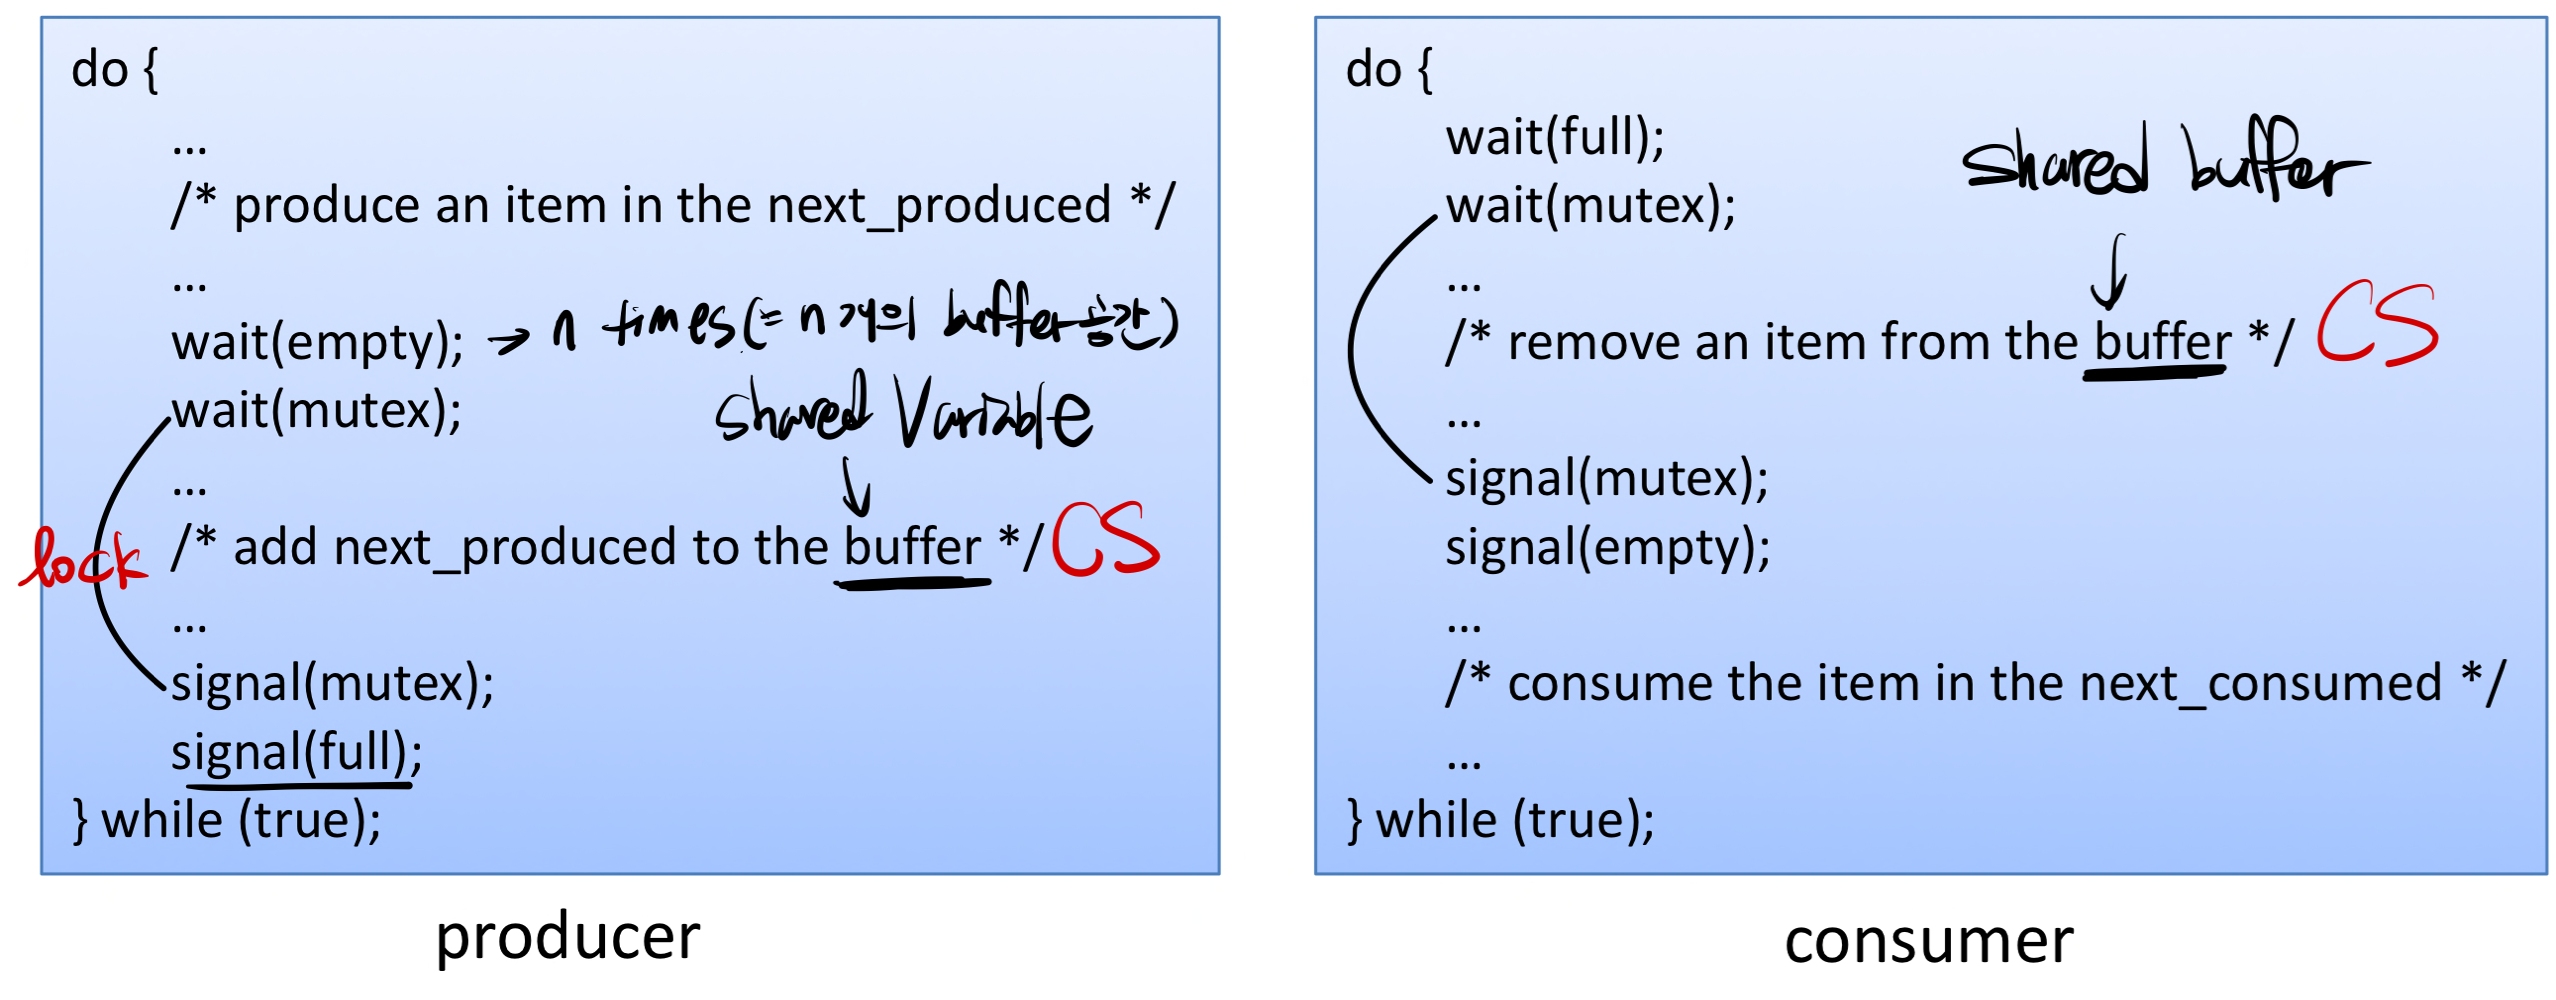 do {
...
/* produce an item in the next_produced */
...
wait(empty); → n times(= n개의 buffer 공간)
wait(mutex);
shared Variable
...
lock /* add next_produced to the buffer */ CS
...
signal(mutex);
signal(full);
} while (true);
producer
do {
wait(full);
shared buffer
wait(mutex);
...
/* remove an item from the buffer */ CS
...
signal(mutex);
signal(empty);
...
/* consume the item in the next_consumed */
...
} while (true);
consumer